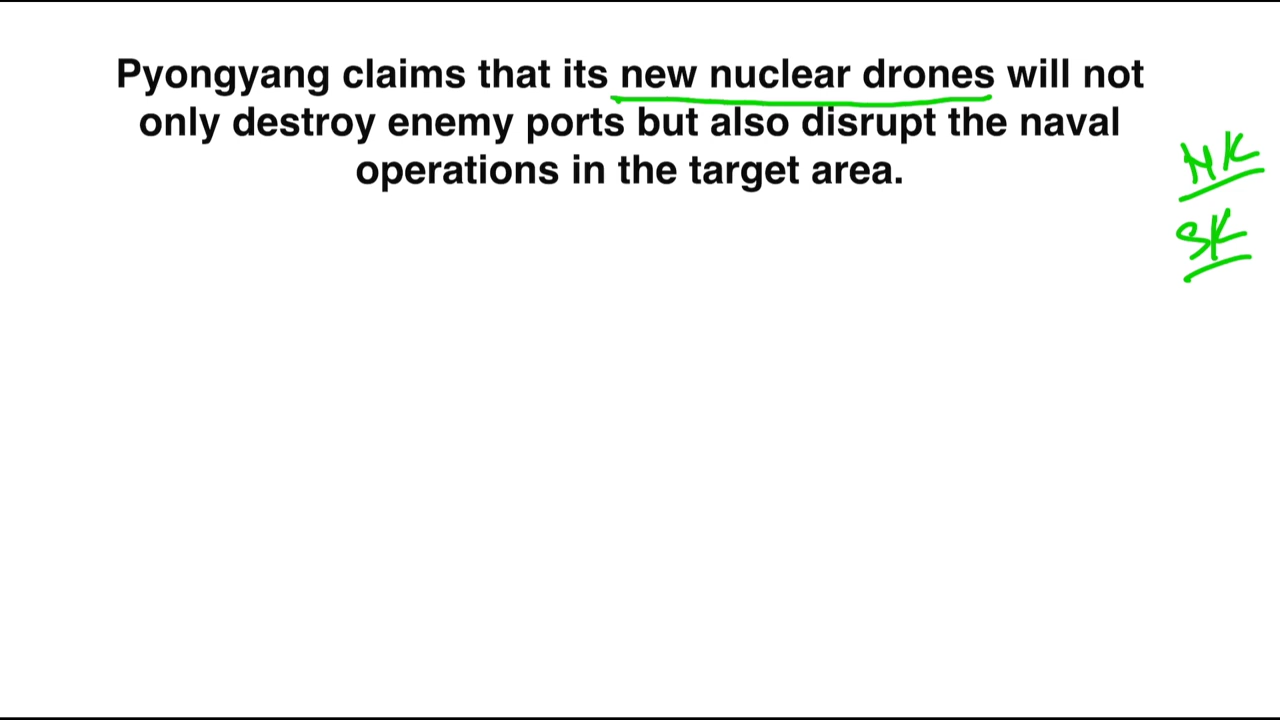 Pyongyang claims that its new nuclear drones will not
only destroy enemy ports but also disrupt the naval
operations in the target area.
NK
SK